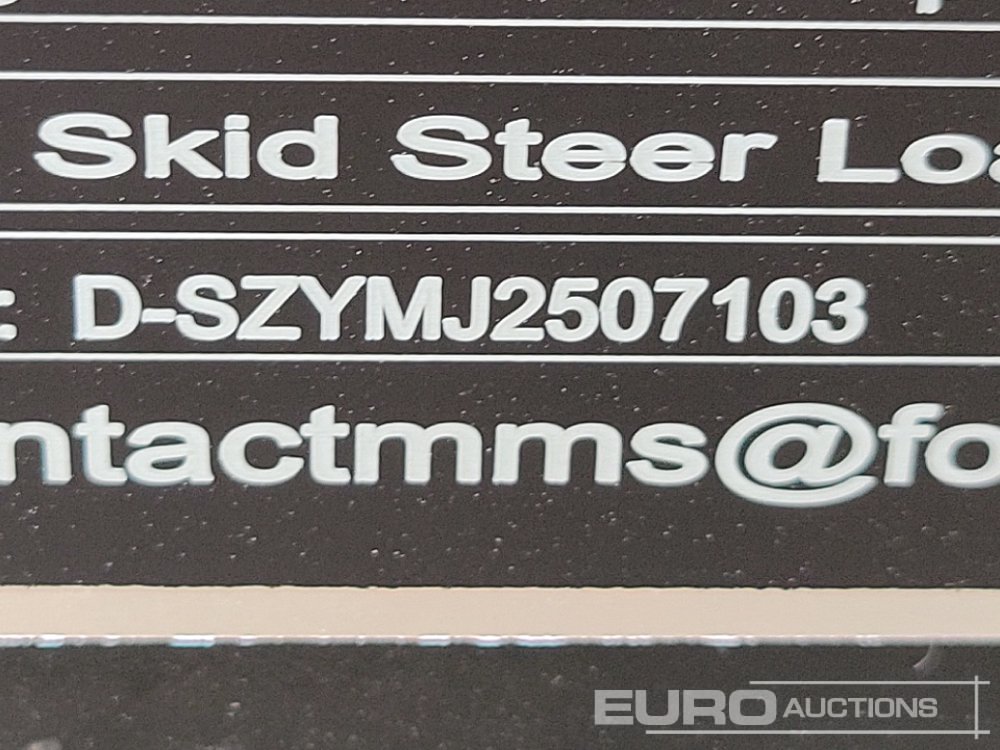 Skid Steer Loa
: D-SZYMJ2507103
ntactmms@fo
EURO AUCTIONS